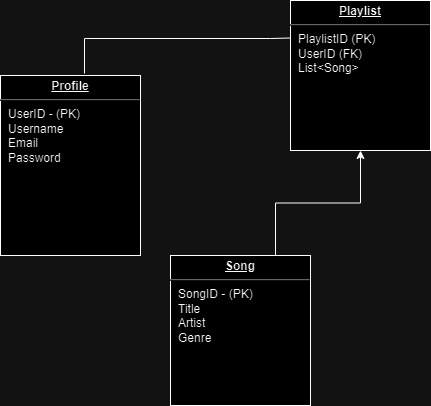 Playlist
PlaylistID (PK)
UserID (FK)
List<Song>
Profile
UserID - (PK)
Username
Email
Password
Song
SongID - (PK)
Title
Artist
Genre